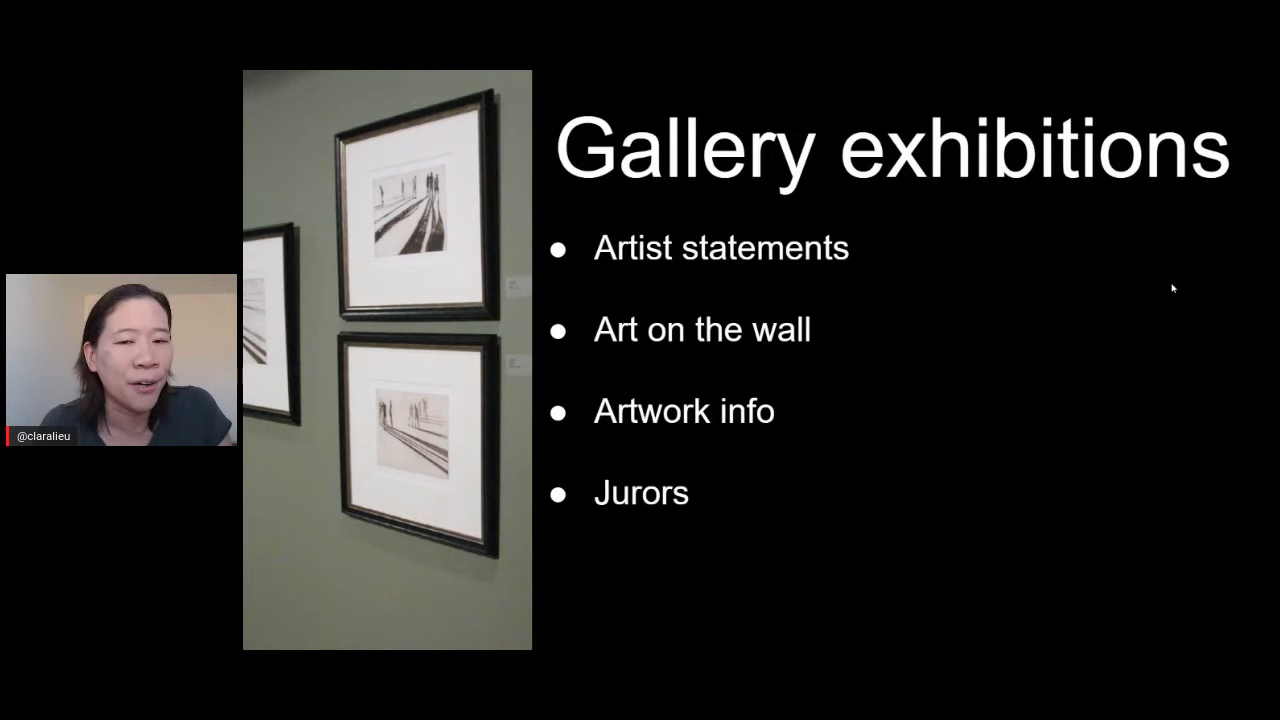 Gallery exhibitions
● Artist statements
● Art on the wall
● Artwork info
● Jurors
@claralieu